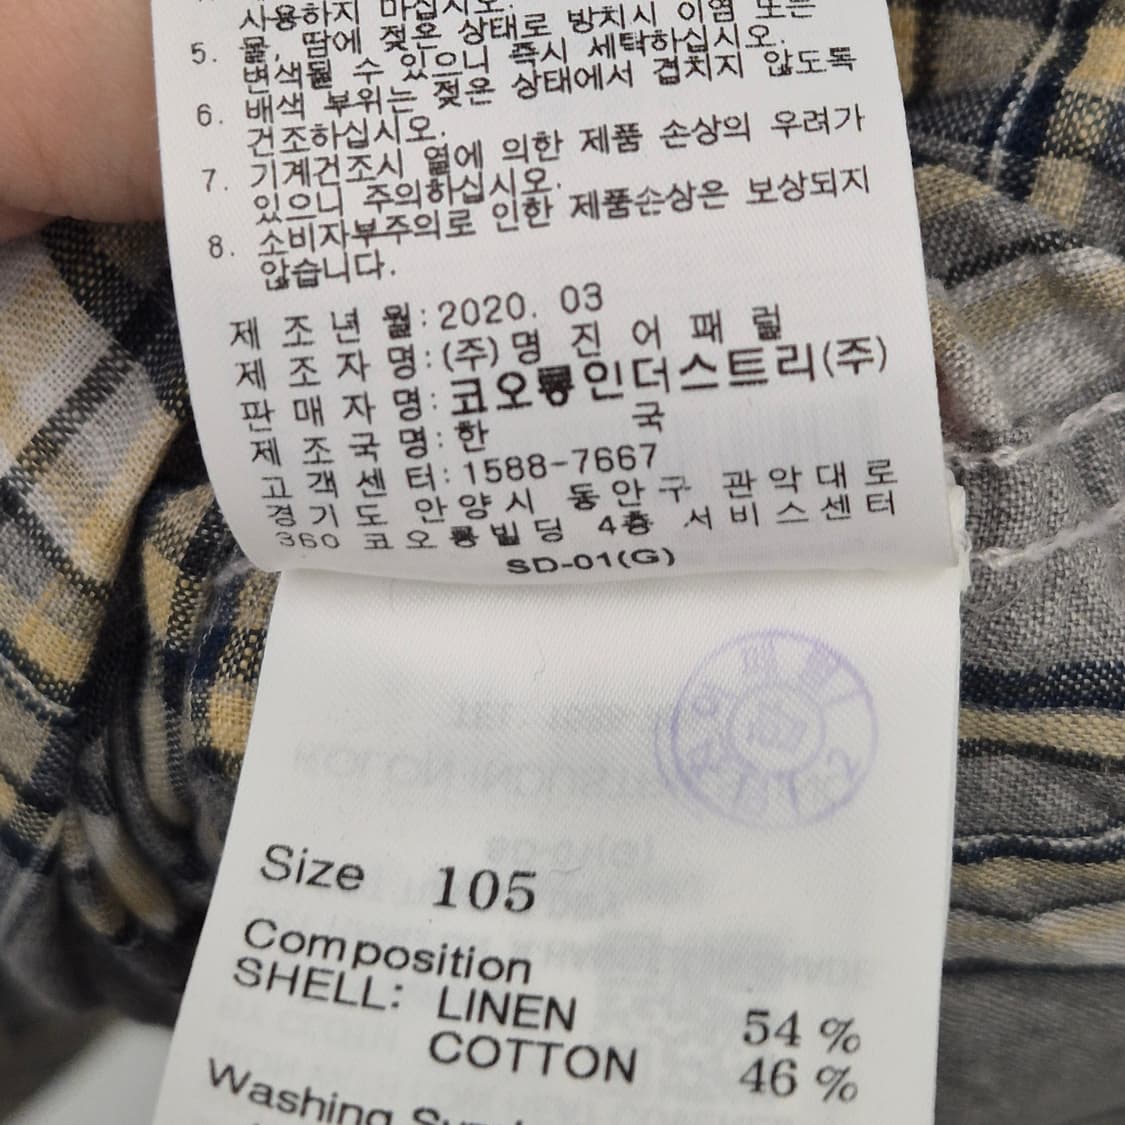 사용하지 마십시오.
5. 물, 땀에 젖은 상태로 방치시 이염 또는
변색될 수 있으니 즉시 세탁하십시오.
6. 배색 부위는 젖은 상태에서 겹치지 않도록
건조하십시오.
7. 기계건조시 열에 의한 제품 손상의 우려가
있으니 주의하십시오.
8. 소비자부주의로 인한 제품손상은 보상되지
않습니다.
제 조 년 월:2020. 03
제 조 자 명:(주)명 진 어 패 럴
판 매 자 명:코오롱인더스트리(주)
제 조 국 명:한 국
고 객 센 터:1588-7667
경 기 도 안 양 시 동 안 구 관 악 대 로
360 코 오 롱 빌 딩 4층 서 비 스 센 터
SD-01(G)
Size 105
Composition
SHELL: LINEN 54 %
COTTON 46 %
Washing